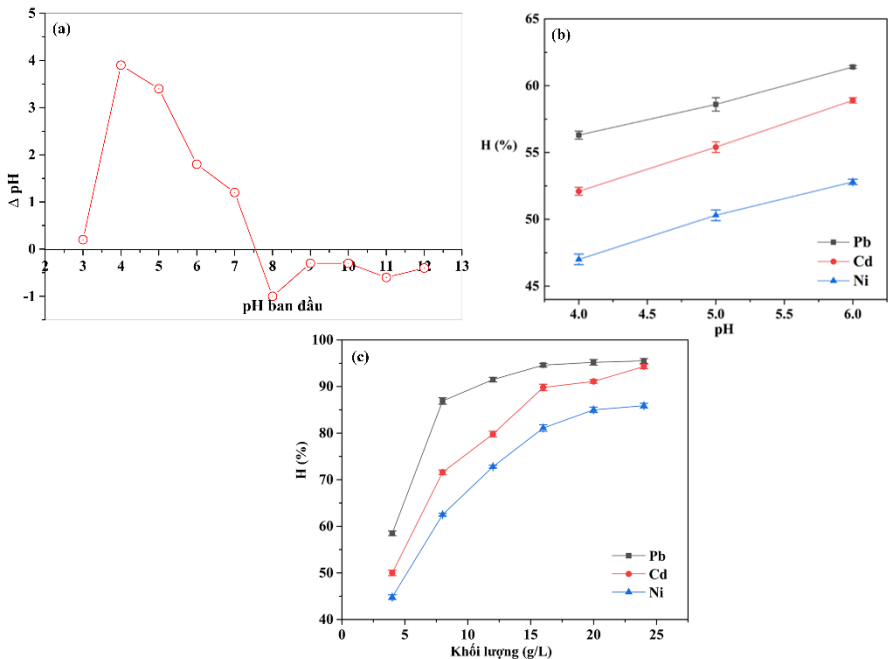 (a)
Δ pH
5
4
3
2
1
0
-1
2 3 4 5 6 7 8 9 10 11 12 13
pH ban đầu
(b)
H (%)
65
60
55
50
45
Pb
Cd
Ni
4.0 4.5 5.0 5.5 6.0
pH
(c)
H (%)
100
90
80
70
60
50
40
Pb
Cd
Ni
0 5 10 15 20 25
Khối lượng (g/L)